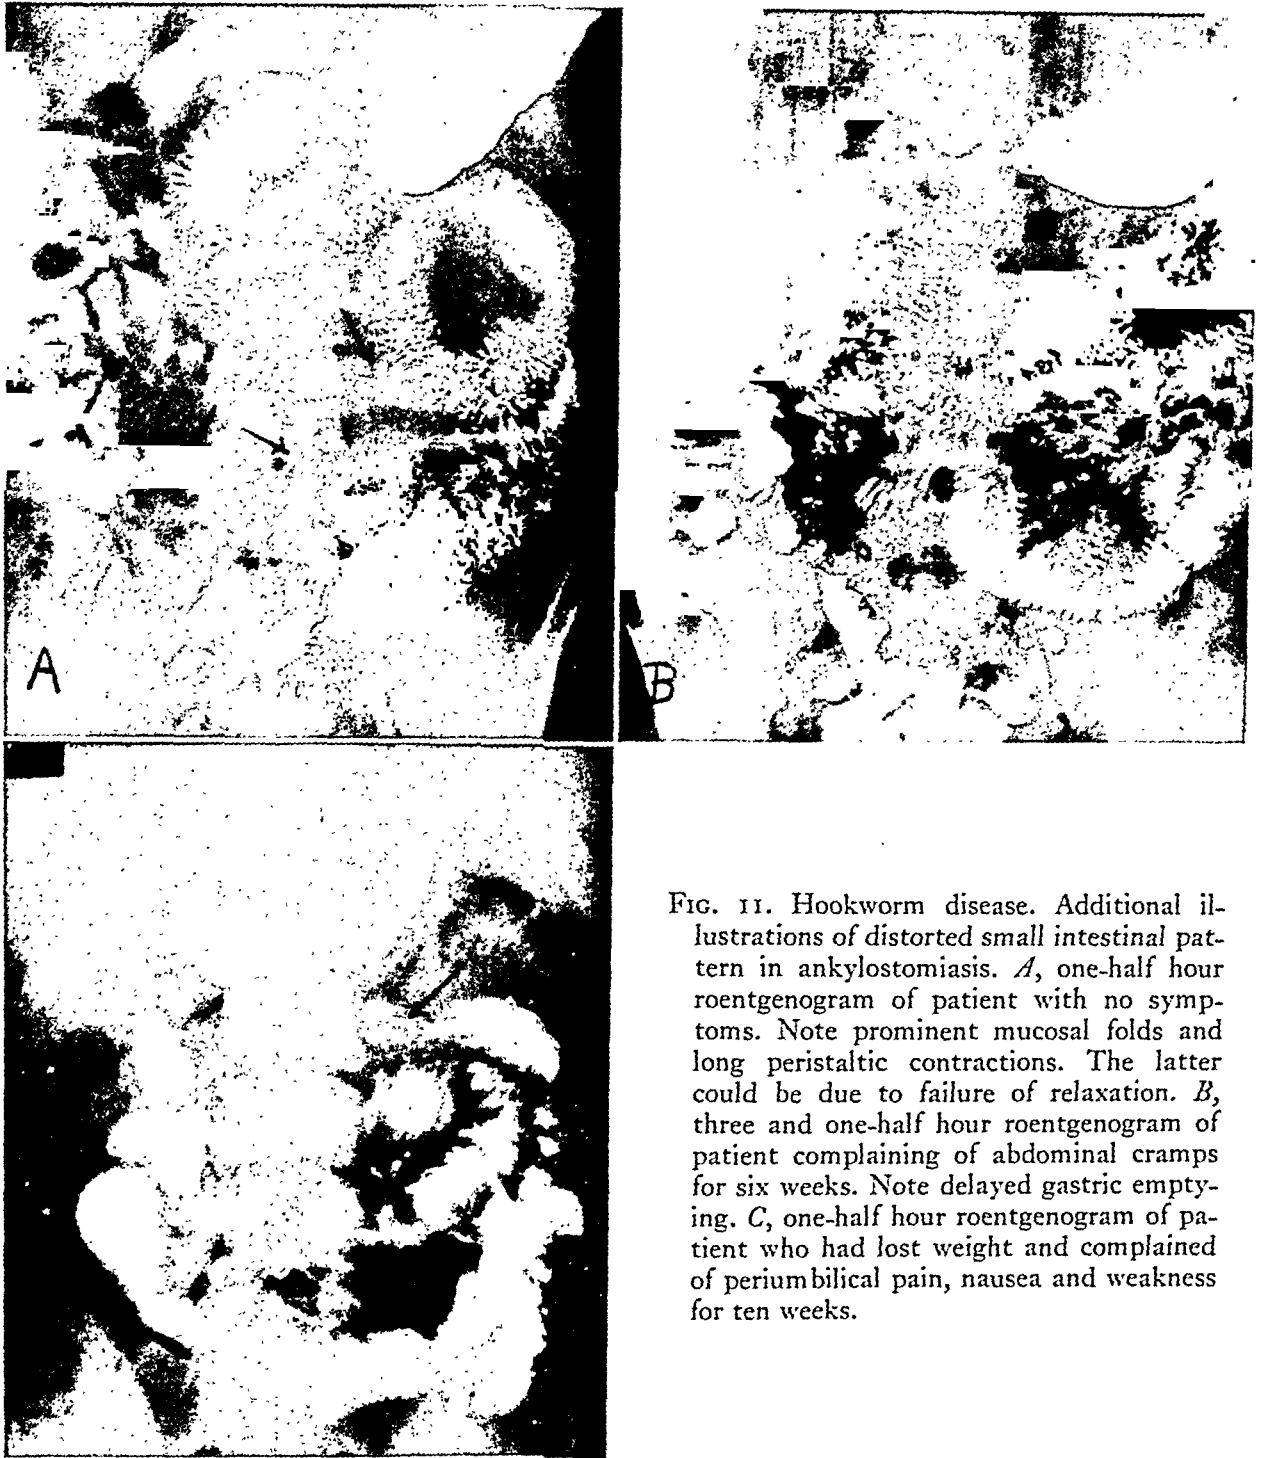 A
B
FIG. 11. Hookworm disease. Additional il-
lustrations of distorted small intestinal pat-
tern in ankylostomiasis. A, one-half hour
roentgenogram of patient with no symp-
toms. Note prominent mucosal folds and
long peristaltic contractions. The latter
could be due to failure of relaxation. B,
three and one-half hour roentgenogram of
patient complaining of abdominal cramps
for six weeks. Note delayed gastric empty-
ing. C, one-half hour roentgenogram of pa-
tient who had lost weight and complained
of periumbilical pain, nausea and weakness
for ten weeks.